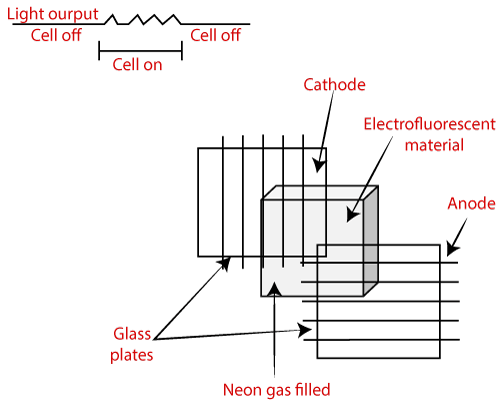 Light ourput
Cell off
Cell off
Cell on
Cathode
Electrofluorescent
material
Anode
Glass
plates
Neon gas filled